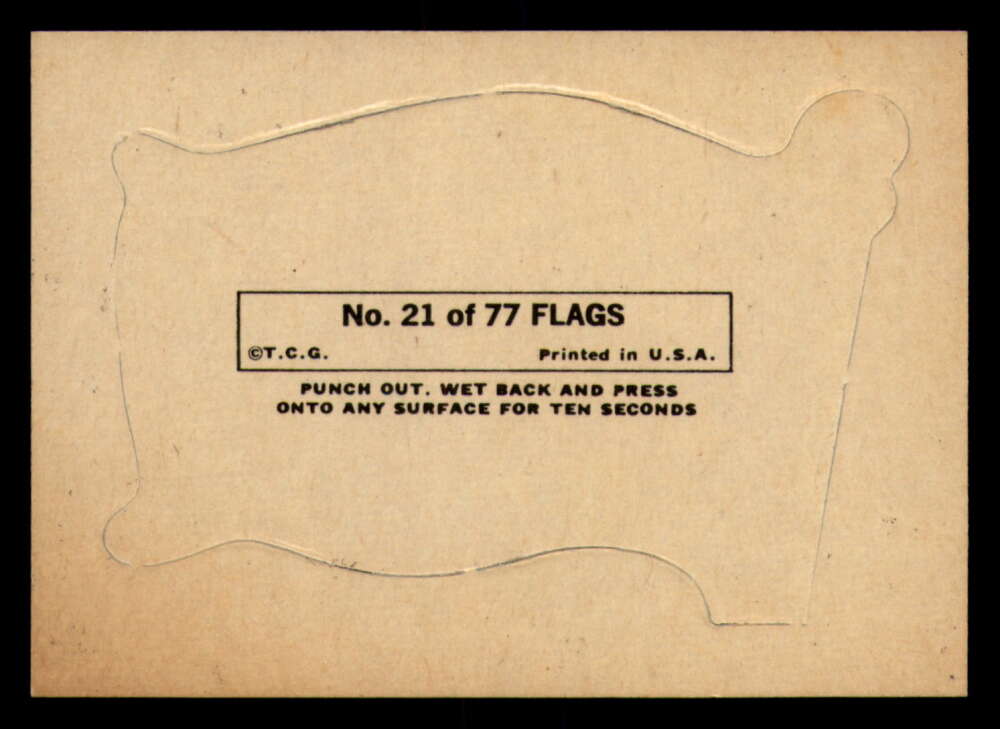 No. 21 of 77 FLAGS
©T.C.G. Printed in U.S.A.
PUNCH OUT. WET BACK AND PRESS
ONTO ANY SURFACE FOR TEN SECONDS